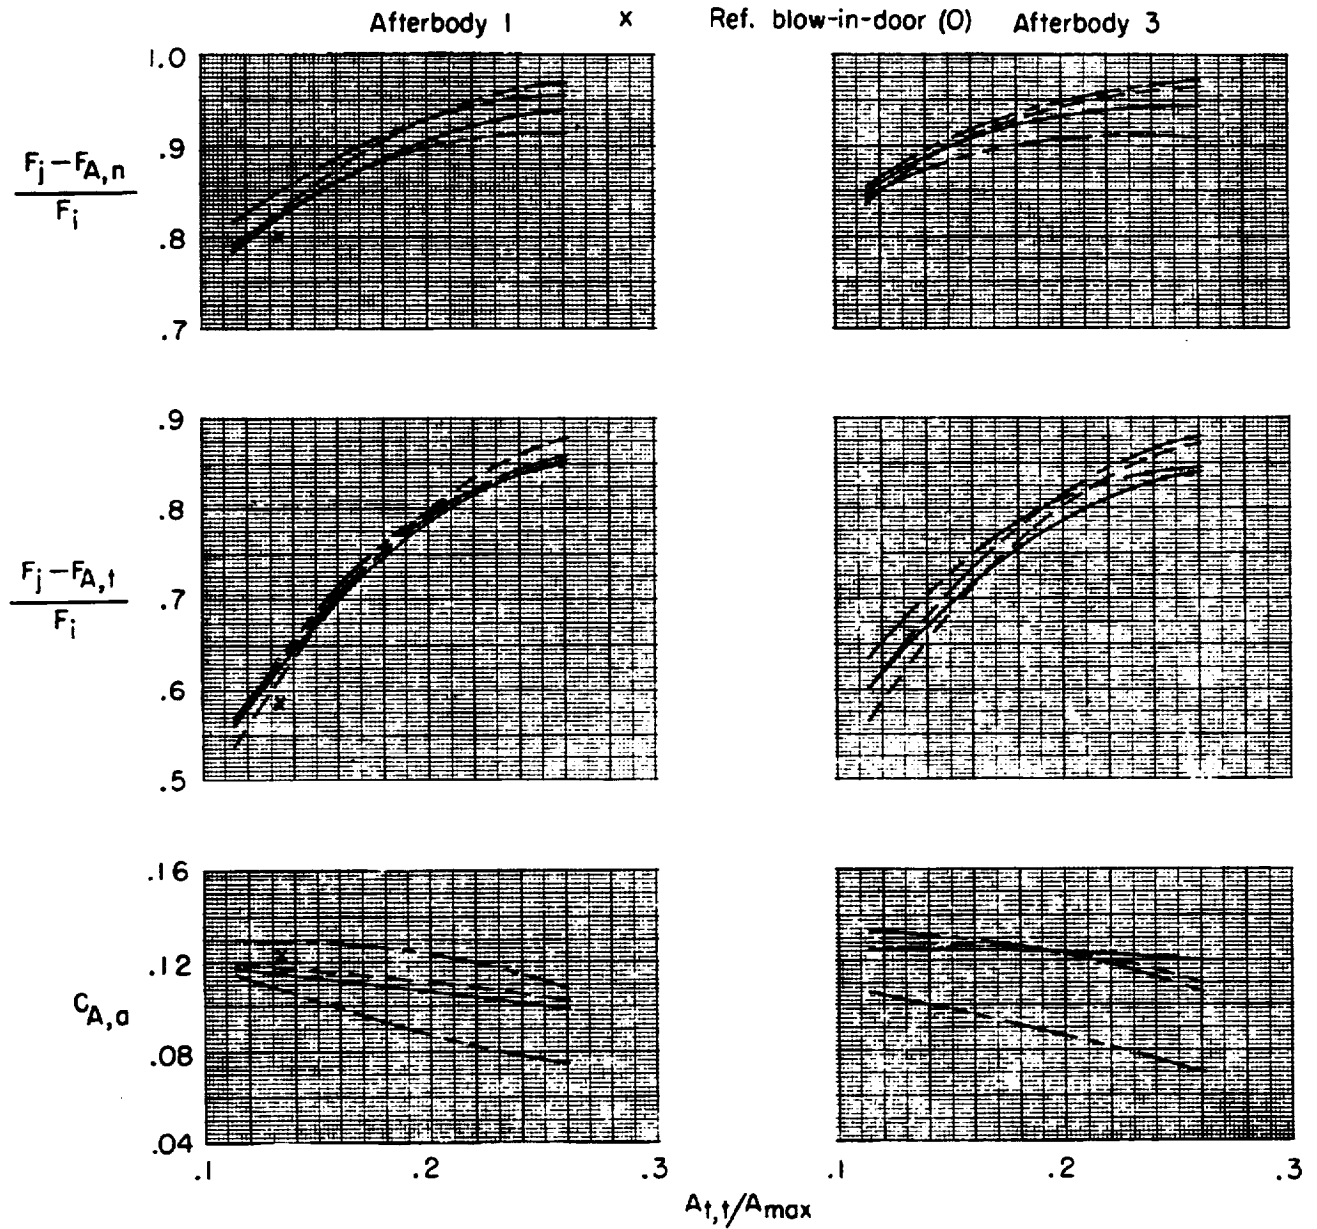 Afterbody 1 x Ref. blow-in-door (0) Afterbody 3
1.0
.9
.8
.7
Fj – FA,n
Fi
.9
.8
.7
.6
.5
Fj – FA,t
Fi
.16
.12
.08
.04
CA,a
.1 .2 .3 .1 .2 .3
At,t/Amax